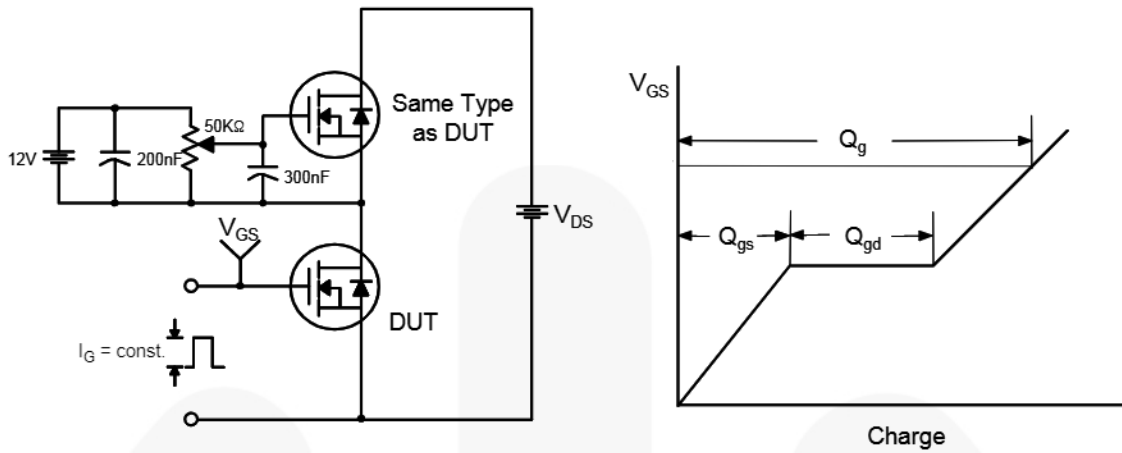 12V
200nF
50KΩ
300nF
Same Type
as DUT
V_DS
V_GS
DUT
I_G = const.
V_GS
Q_g
Q_gs
Q_gd
Charge